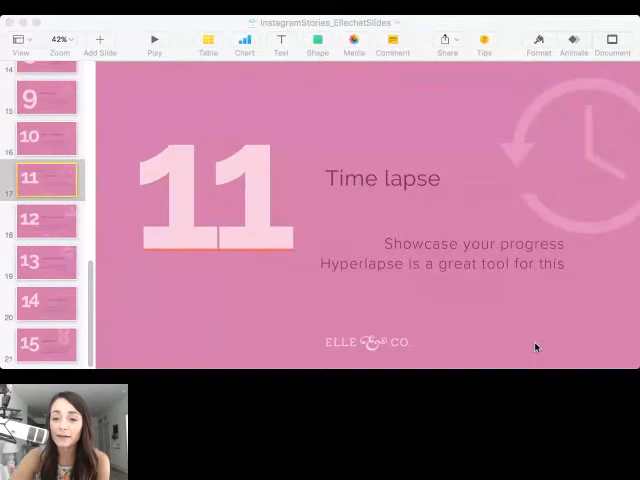 InstagramStories_EllechatSlides
View
42%
Zoom
Add Slide
Play
Table
Chart
Text
Shape
Media
Comment
Share
Tips
Format
Animate
Document
14
9
15
10
16
11
17
12
18
13
19
14
20
15
21
11
Time lapse
Showcase your progress
Hyperlapse is a great tool for this
ELLE & CO.